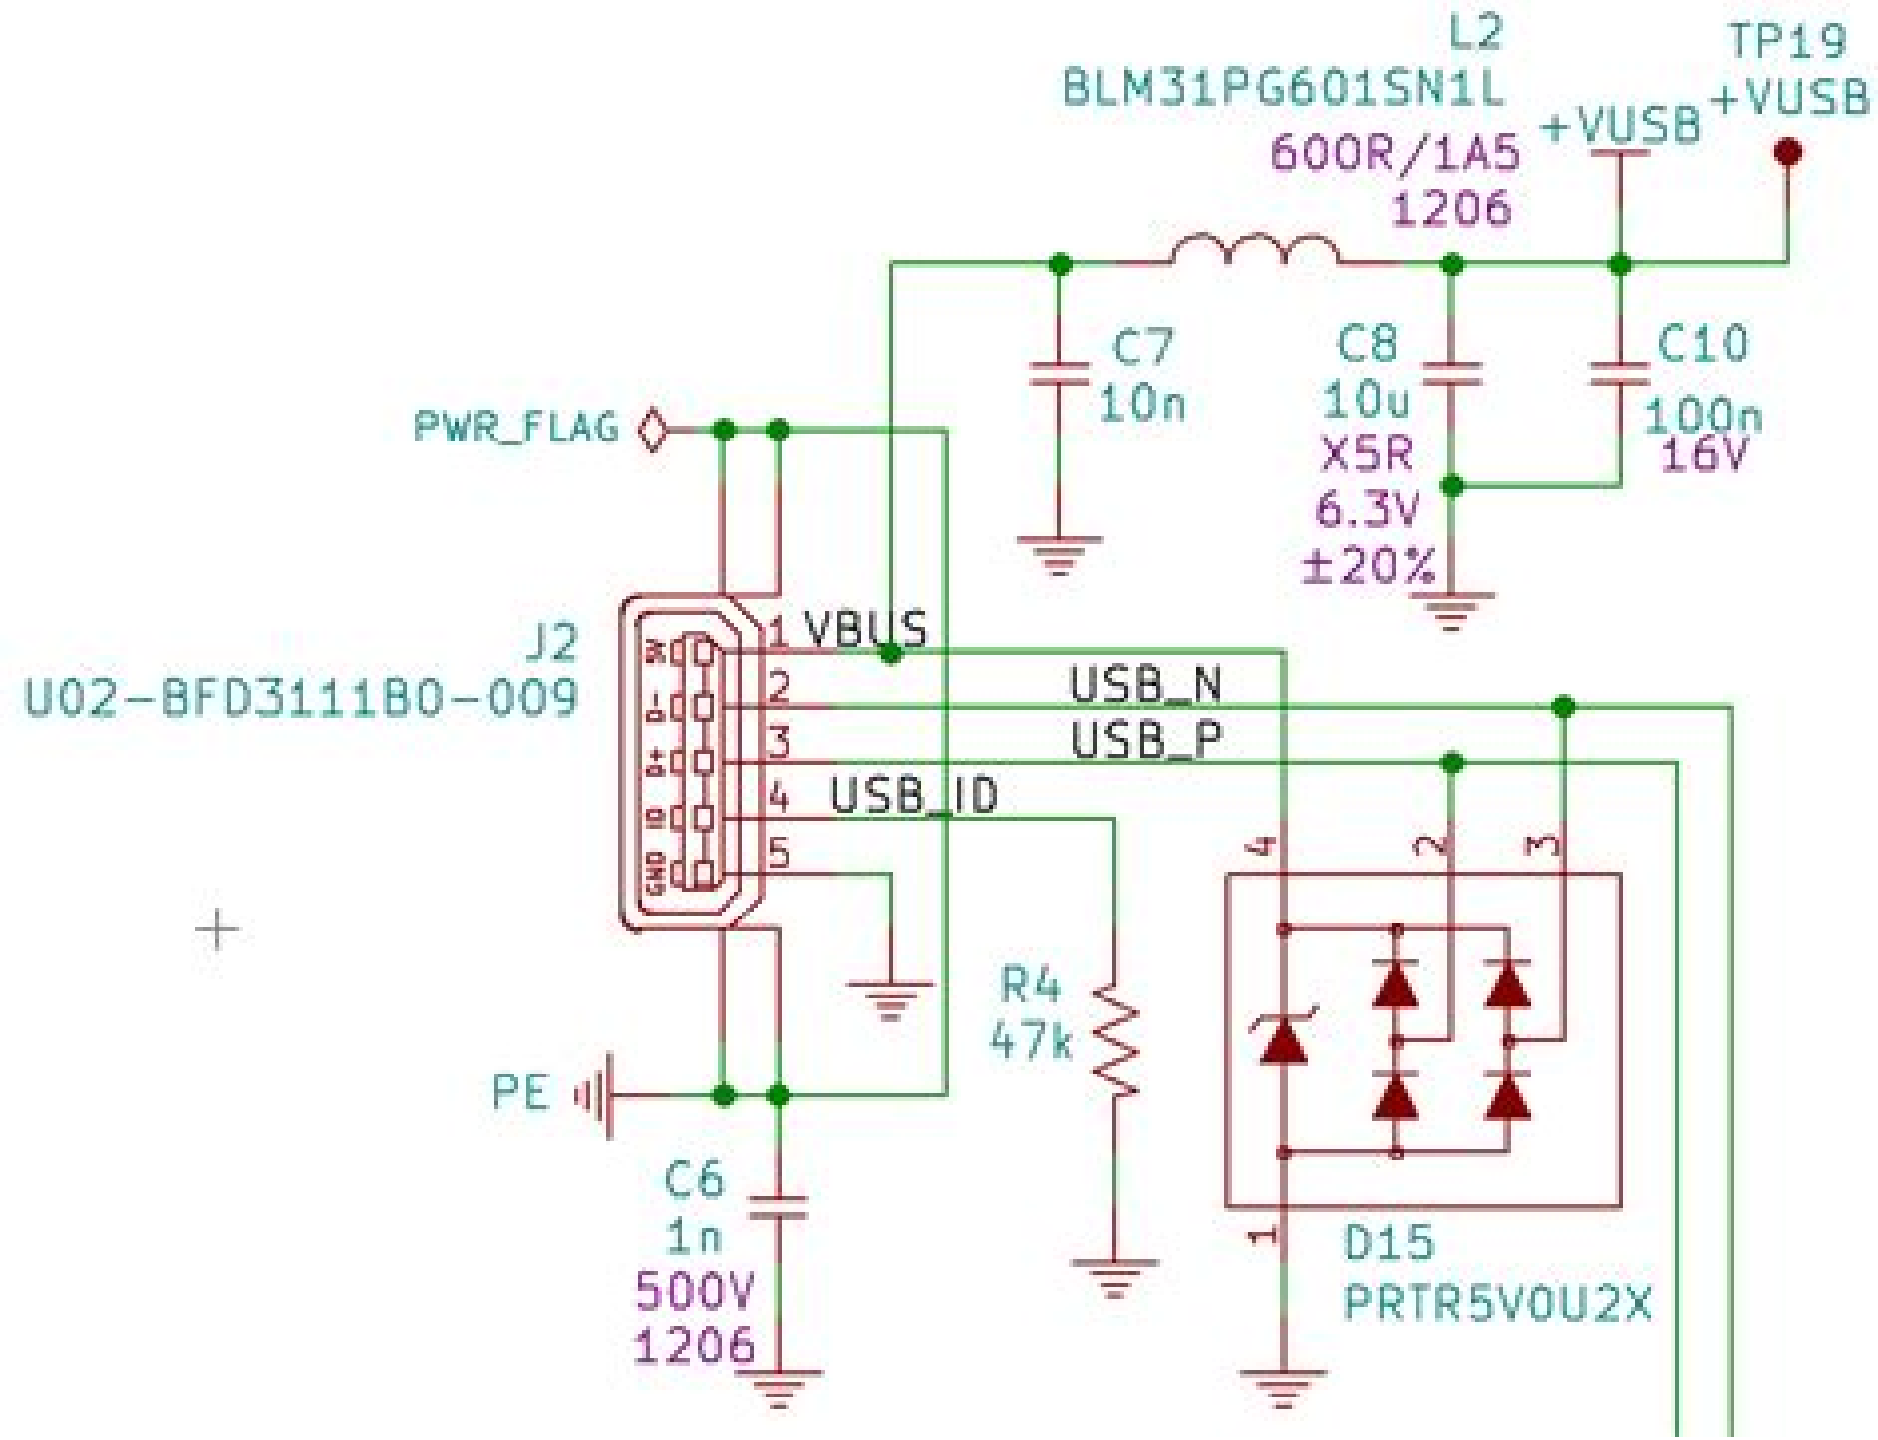 L2
BLM31PG601SN1L
600R/1A5
1206
TP19
+VUSB
+VUSB
C7
10n
C8
10u
X5R
6.3V
±20%
C10
100n
16V
PWR_FLAG
J2
U02-BFD3111B0-009
1
VBUS
2
USB_N
D-
3
USB_P
D+
4
USB_ID
ID
5
GND
4
2
3
R4
47k
PE
C6
1n
500V
1206
1
D15
PRTR5V0U2X